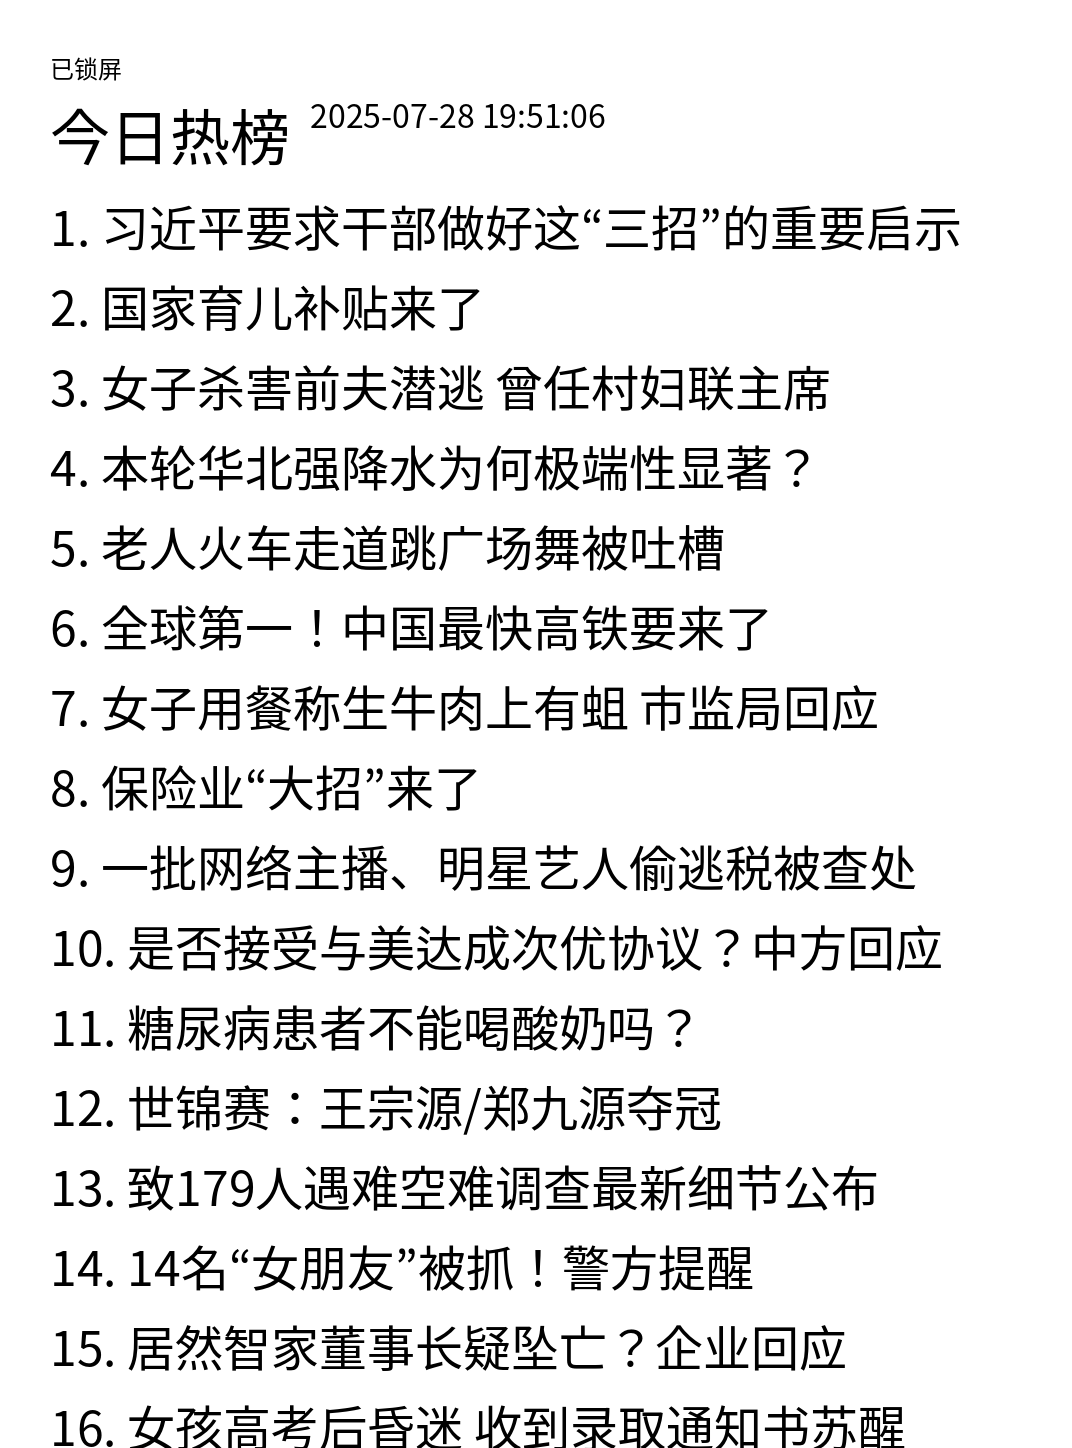 已锁屏
今日热榜 2025-07-28 19:51:06
1. 习近平要求干部做好这“三招”的重要启示
2. 国家育儿补贴来了
3. 女子杀害前夫潜逃 曾任村妇联主席
4. 本轮华北强降水为何极端性显著？
5. 老人火车走道跳广场舞被吐槽
6. 全球第一！中国最快高铁要来了
7. 女子用餐称生牛肉上有蛆 市监局回应
8. 保险业“大招”来了
9. 一批网络主播、明星艺人偷逃税被查处
10. 是否接受与美达成次优协议？中方回应
11. 糖尿病患者不能喝酸奶吗？
12. 世锦赛：王宗源/郑九源夺冠
13. 致179人遇难空难调查最新细节公布
14. 14名“女朋友”被抓！警方提醒
15. 居然智家董事长疑坠亡？企业回应
16. 女孩高考后昏迷 收到录取通知书苏醒